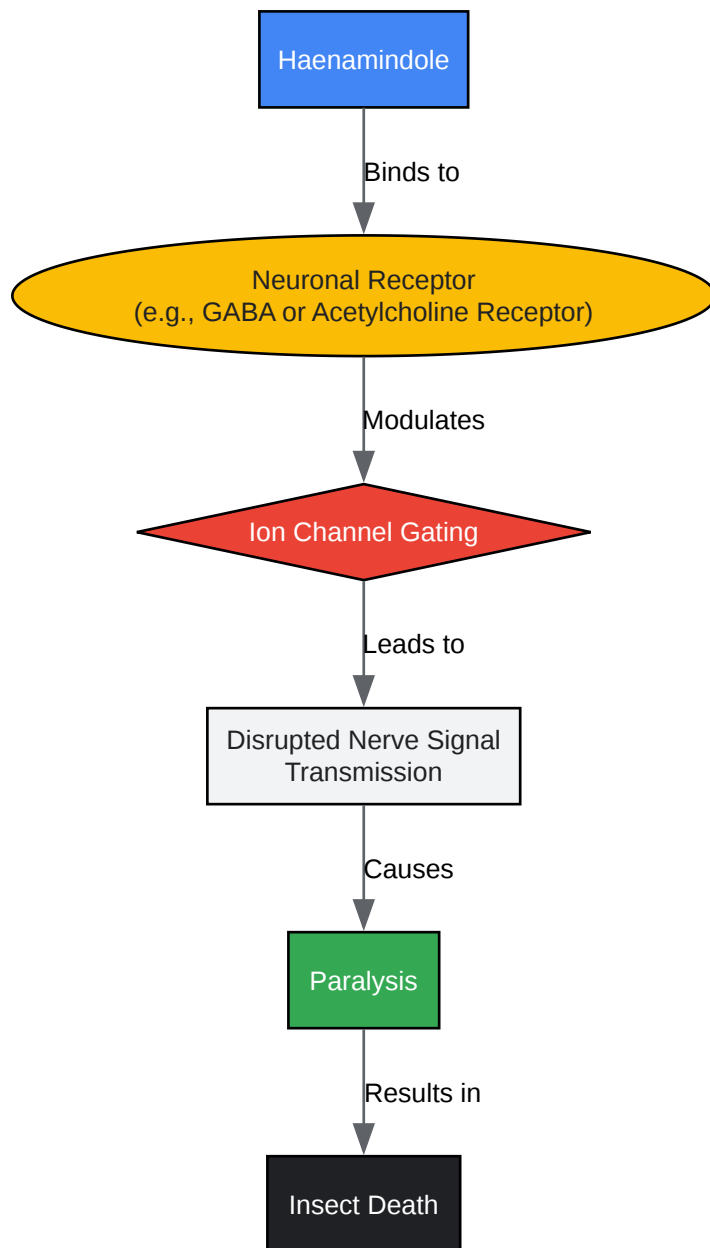 Haenamindole
Binds to
Neuronal Receptor
(e.g., GABA or Acetylcholine Receptor)
Modulates
Ion Channel Gating
Leads to
Disrupted Nerve Signal
Transmission
Causes
Paralysis
Results in
Insect Death